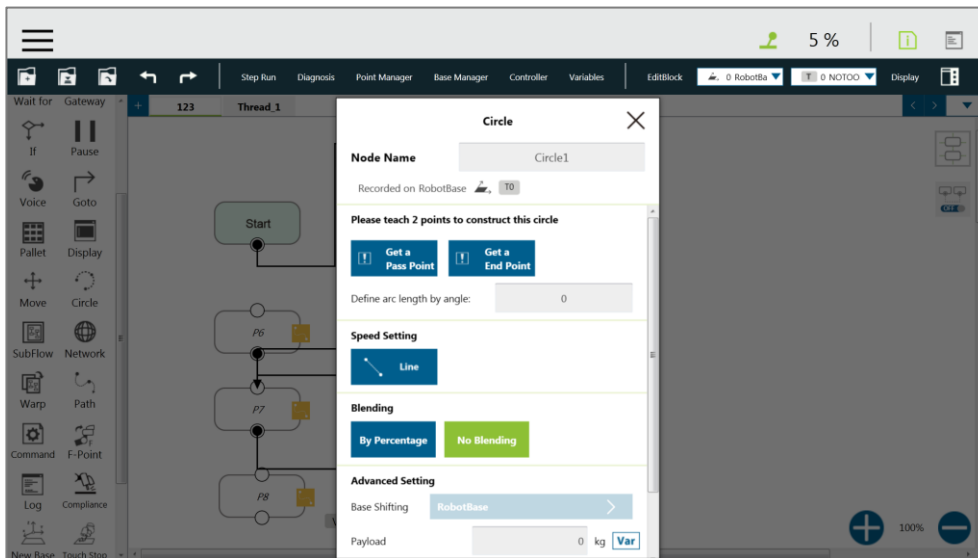 5 %
Step Run Diagnosis Point Manager Base Manager Controller Variables EditBlock 0 RobotBa T 0 NOTOO Display
Wait for Gateway
123 Thread_1
If Pause
Voice Goto
Pallet Display
Move Circle
SubFlow Network
Warp Path
Command F-Point
Log Compliance
New Base Touch Stop
Start
P6
P7
P8
Circle
Node Name Circle1
Recorded on RobotBase T0
Please teach 2 points to construct this circle
Get a
Pass Point
Get a
End Point
Define arc length by angle: 0
Speed Setting
Line
Blending
By Percentage No Blending
Advanced Setting
Base Shifting RobotBase
Payload 0 kg Var
OFF
100%